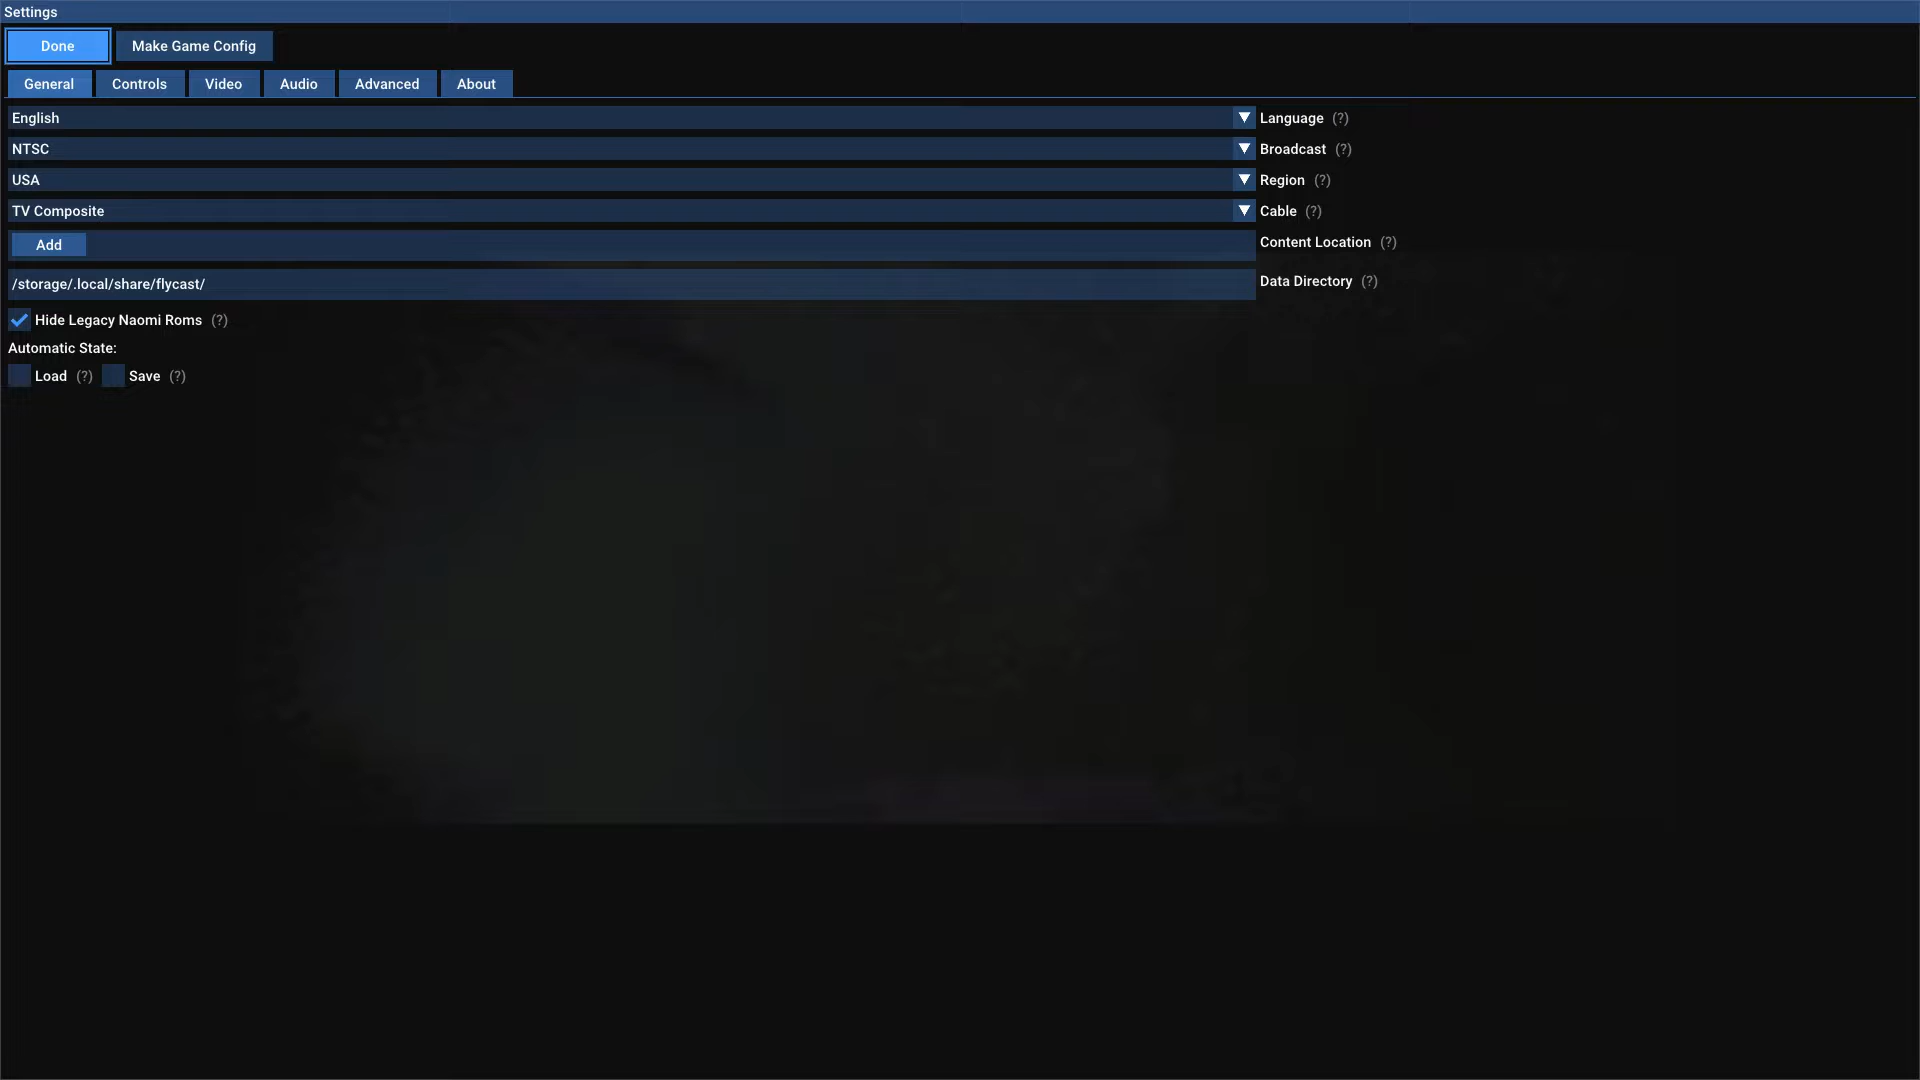 Settings
Done Make Game Config
General Controls Video Audio Advanced About
English Language (?)
NTSC Broadcast (?)
USA Region (?)
TV Composite Cable (?)
Add Content Location (?)
/storage/.local/share/flycast/ Data Directory (?)
Hide Legacy Naomi Roms (?)
Automatic State:
Load (?) Save (?)